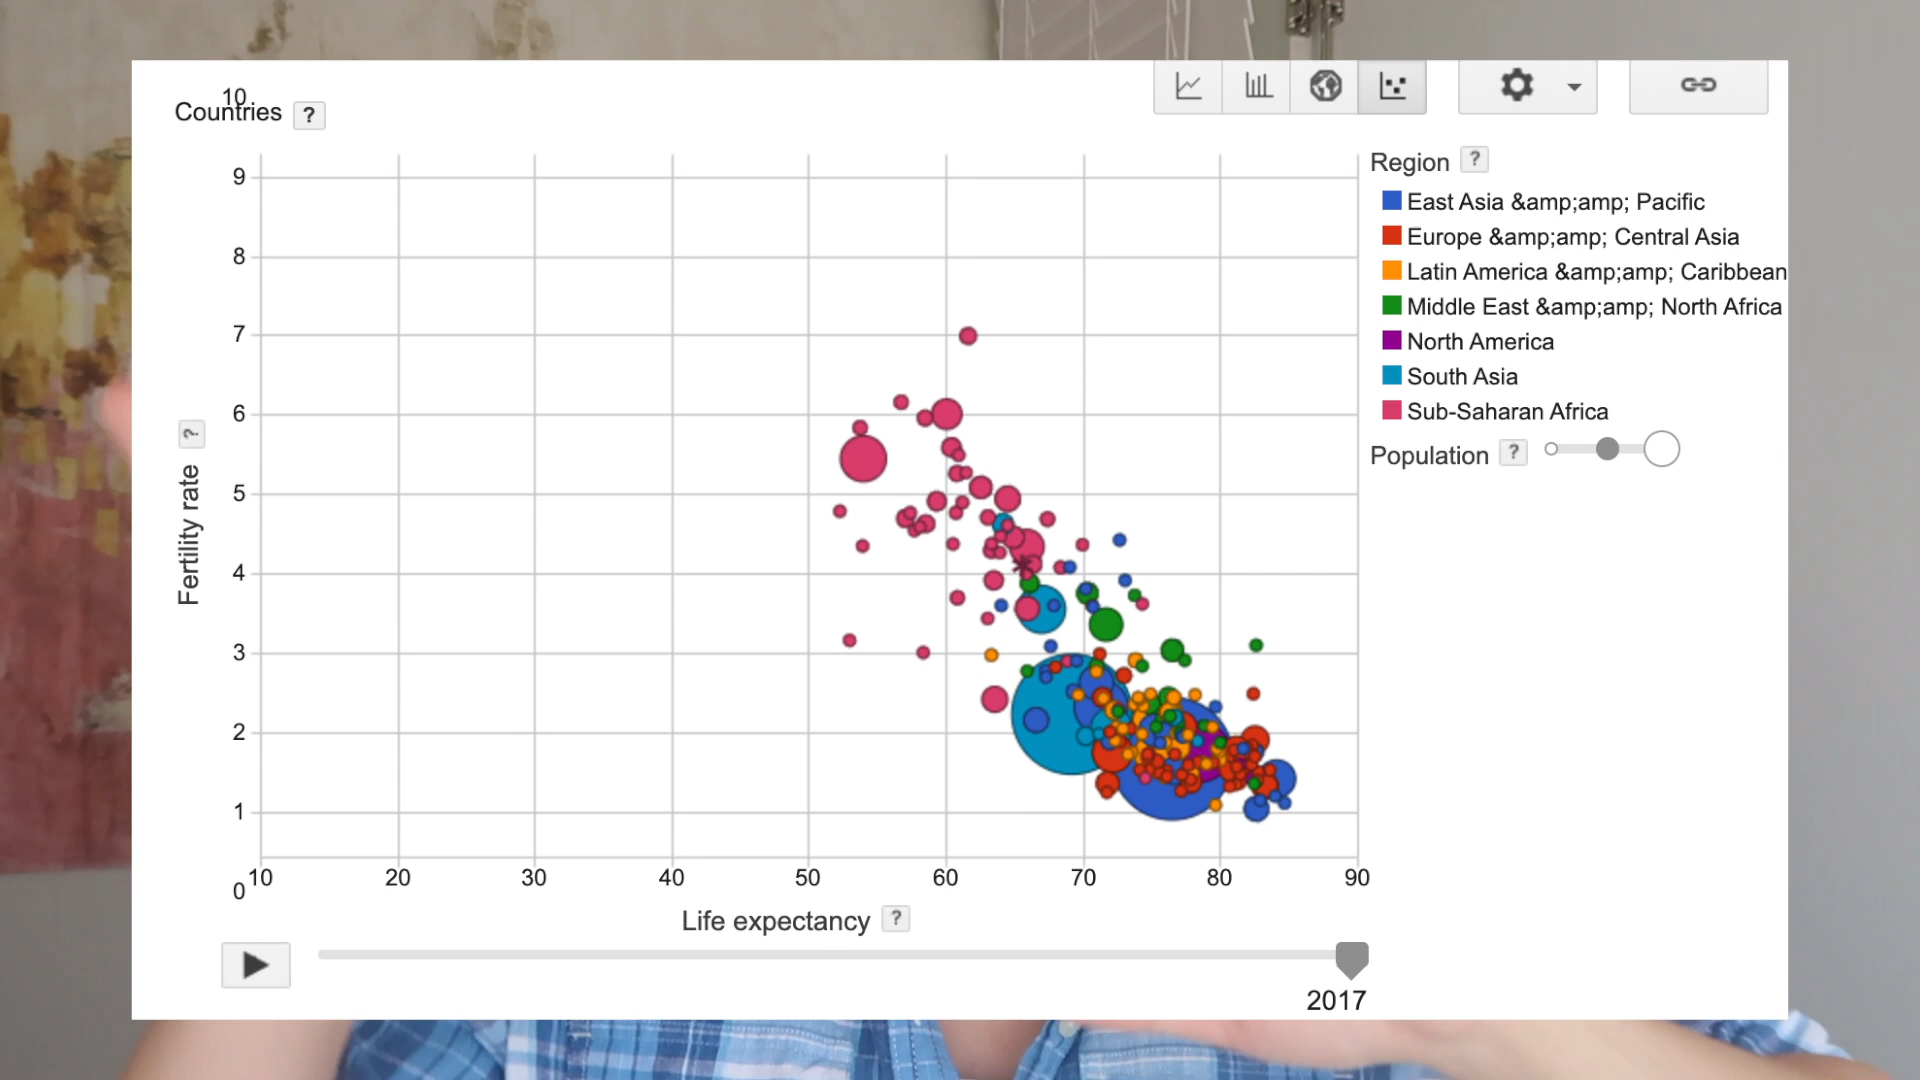 10
Countries ?
Region ?
East Asia &amp;amp; Pacific
Europe &amp;amp; Central Asia
Latin America &amp;amp; Caribbean
Middle East &amp;amp; North Africa
North America
South Asia
Sub-Saharan Africa
Population ?
9
8
7
6
5
4
3
2
1
0
Fertility rate ?
10 20 30 40 50 60 70 80 90
Life expectancy ?
2017